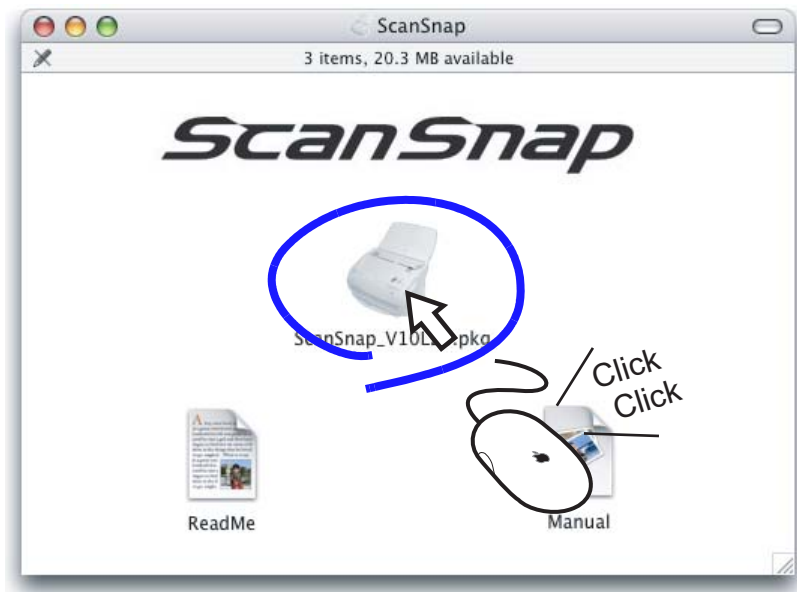 ScanSnap
3 items, 20.3 MB available
ScanSnap
Click
Click
ReadMe
Manual